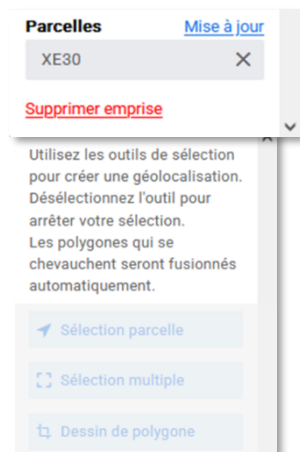 Parcelles Mise à jour
XE30
Supprimer emprise
Utilisez les outils de sélection
pour créer une géolocalisation.
Désélectionnez l'outil pour
arrêter votre sélection.
Les polygones qui se
chevauchent seront fusionnés
automatiquement.
Sélection parcelle
Sélection multiple
Dessin de polygone